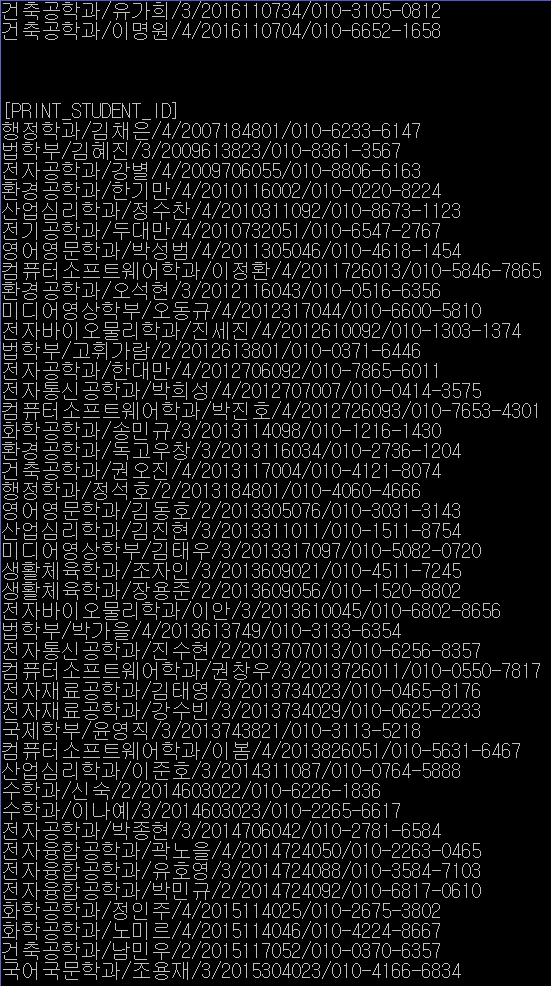 건축공학과/유가희/3/2016110734/010-3105-0812
건축공학과/이명원/4/2016110704/010-6652-1658
[PRINT_STUDENT_ID]
행정학과/김채은/4/2007184801/010-6233-6147
법학부/김혜진/3/2009613823/010-8361-3567
전자공학과/강별/4/2009706055/010-8806-6163
환경공학과/한기만/4/2010116002/010-0220-8224
산업심리학과/정수찬/4/2010311092/010-8673-1123
전기공학과/두대만/4/2010732051/010-6547-2767
영어영문학과/박성범/4/2011305046/010-4618-1454
컴퓨터소프트웨어학과/이정환/4/2011726013/010-5846-7865
환경공학과/오석현/3/2012116043/010-0516-6356
미디어영상학부/오동규/4/2012317044/010-6600-5810
전자바이오물리학과/진세진/4/2012610092/010-1303-1374
법학부/고휘가람/2/2012613801/010-0371-6446
전자공학과/한대만/4/2012706092/010-7865-6011
전자통신공학과/박희성/4/2012707007/010-0414-3575
컴퓨터소프트웨어학과/박진호/4/2012726093/010-7653-4301
화학공학과/송민규/3/2013114098/010-1216-1430
환경공학과/독고우창/3/2013116034/010-2736-1204
건축공학과/권오진/4/2013117004/010-4121-8074
행정학과/정석호/2/2013184801/010-4060-4666
영어영문학과/김동호/2/2013305076/010-3031-3143
산업심리학과/김진현/3/2013311011/010-1511-8754
미디어영상학부/김태우/3/2013317097/010-5082-0720
생활체육학과/조자인/3/2013609021/010-4511-7245
생활체육학과/장용준/2/2013609056/010-1520-8802
전자바이오물리학과/이안/3/2013610045/010-6802-8656
법학부/박가을/4/2013613749/010-3133-6354
전자통신공학과/진수현/2/2013707013/010-6256-8357
컴퓨터소프트웨어학과/권창우/3/2013726011/010-0550-7817
전자재료공학과/김태영/3/2013734023/010-0465-8176
전자재료공학과/강수빈/3/2013734029/010-0625-2233
국제학부/윤영직/3/2013743821/010-3113-5218
컴퓨터소프트웨어학과/이봄/4/2013826051/010-5631-6467
산업심리학과/이준호/3/2014311087/010-0764-5888
수학과/신숙/2/2014603022/010-6226-1836
수학과/이나예/3/2014603023/010-2265-6617
전자공학과/박종현/3/2014706042/010-2781-6584
전자융합공학과/곽노을/4/2014724050/010-2263-0465
전자융합공학과/유호영/3/2014724088/010-3584-7103
전자융합공학과/박민규/2/2014724092/010-6817-0610
화학공학과/정인주/4/2015114025/010-2675-3802
화학공학과/노미르/4/2015114046/010-4224-8667
건축공학과/남민우/2/2015117052/010-0370-6357
국어국문학과/조용재/3/2015304023/010-4166-6834